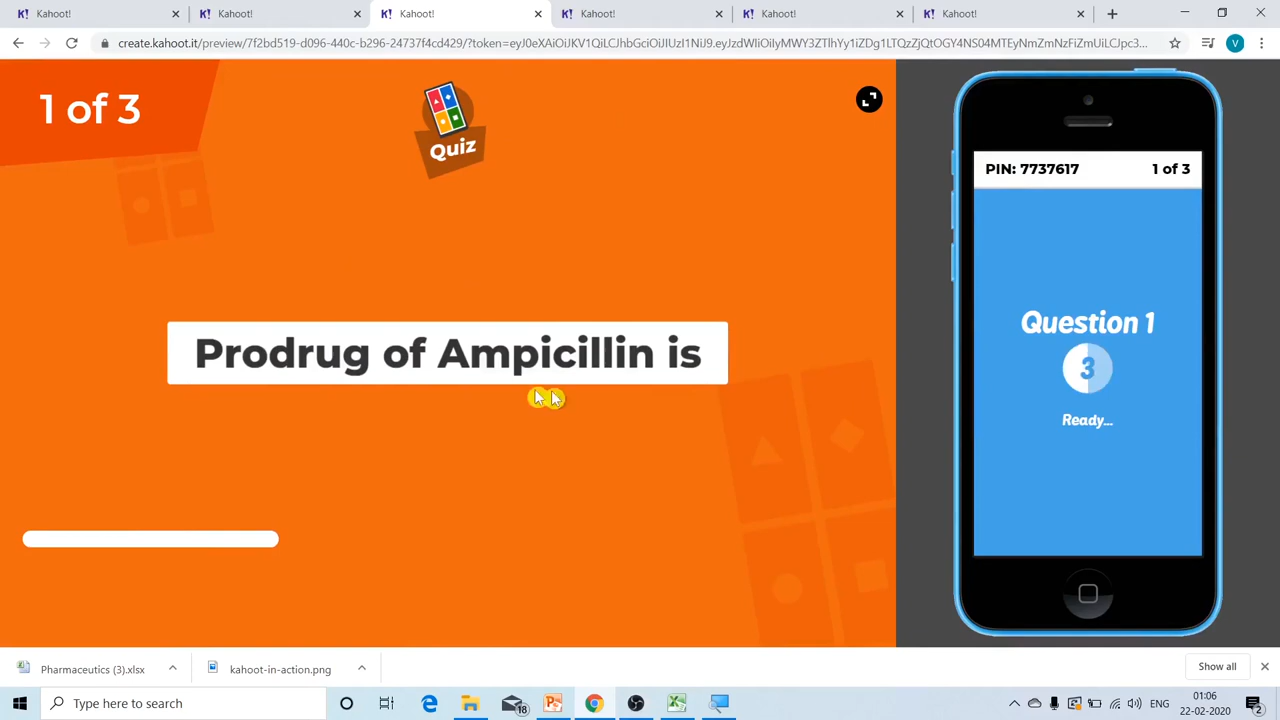 K! Kahoot!
K! Kahoot!
K! Kahoot!
K! Kahoot!
K! Kahoot!
K! Kahoot!
create.kahoot.it/preview/7f2bd519-d096-440c-b296-24737f4cd429/?token=eyJ0eXAiOiJKV1QiLCJhbGciOiJIUzI1NiJ9.eyJzdWIiOiIyMWY3ZTlhYy1iZDg1LTQzZjQtOGY4NS04MTEyNmZmNzFiZmUiLCJpc3...
V
1 of 3
Quiz
Prodrug of Ampicillin is
PIN: 7737617 1 of 3
Question 1
3
Ready...
Pharmaceutics (3).xlsx
kahoot-in-action.png
Show all
Type here to search
18
ENG
01:06
22-02-2020
2